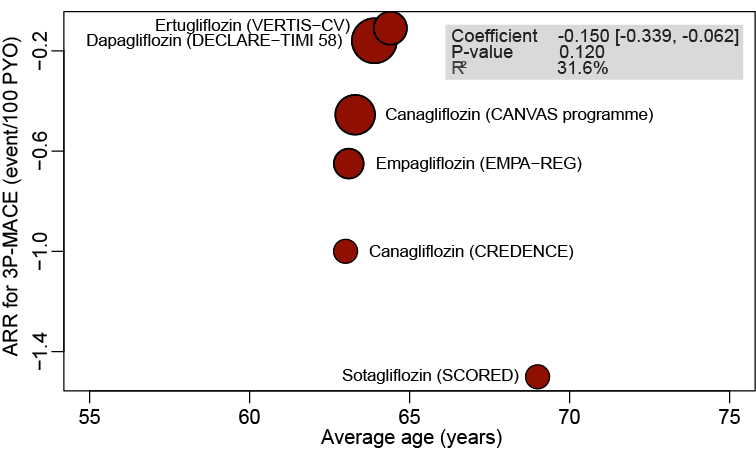 Ertugliflozin (VERTIS−CV)
Dapagliflozin (DECLARE−TIMI 58)
Coefficient -0.150 [-0.339, -0.062]
P-value 0.120
R² 31.6%
Canagliflozin (CANVAS programme)
Empagliflozin (EMPA−REG)
Canagliflozin (CREDENCE)
Sotagliflozin (SCORED)
ARR for 3P-MACE (event/100 PYO)
−0.2
−0.6
−1.0
−1.4
55 60 65 70 75
Average age (years)